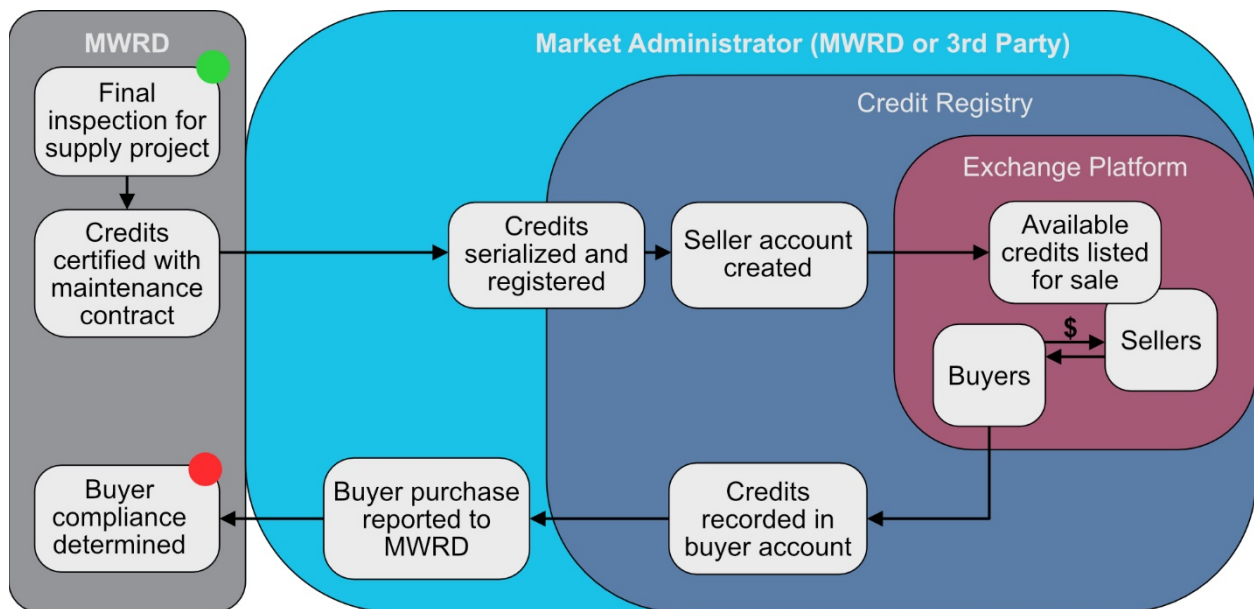 MWRD
Market Administrator (MWRD or 3rd Party)
Credit Registry
Exchange Platform
Final
inspection for
supply project
Credits
certified with
maintenance
contract
Credits
serialized and
registered
Seller account
created
Available
credits listed
for sale
$
Sellers
Buyers
Credits
recorded in
buyer account
Buyer purchase
reported to
MWRD
Buyer
compliance
determined